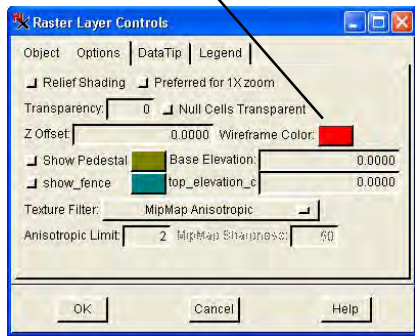 Raster Layer Controls
Object Options DataTip Legend
Relief Shading Preferred for 1X zoom
Transparency: 0 Null Cells Transparent
Z Offset: 0.0000 Wireframe Color:
Show Pedestal Base Elevation: 0.0000
show_fence top_elevation_c 0.0000
Texture Filter: MipMap Anisotropic
Anisotropic Limit: 2 MipMap Sharpness: 50
OK Cancel Help